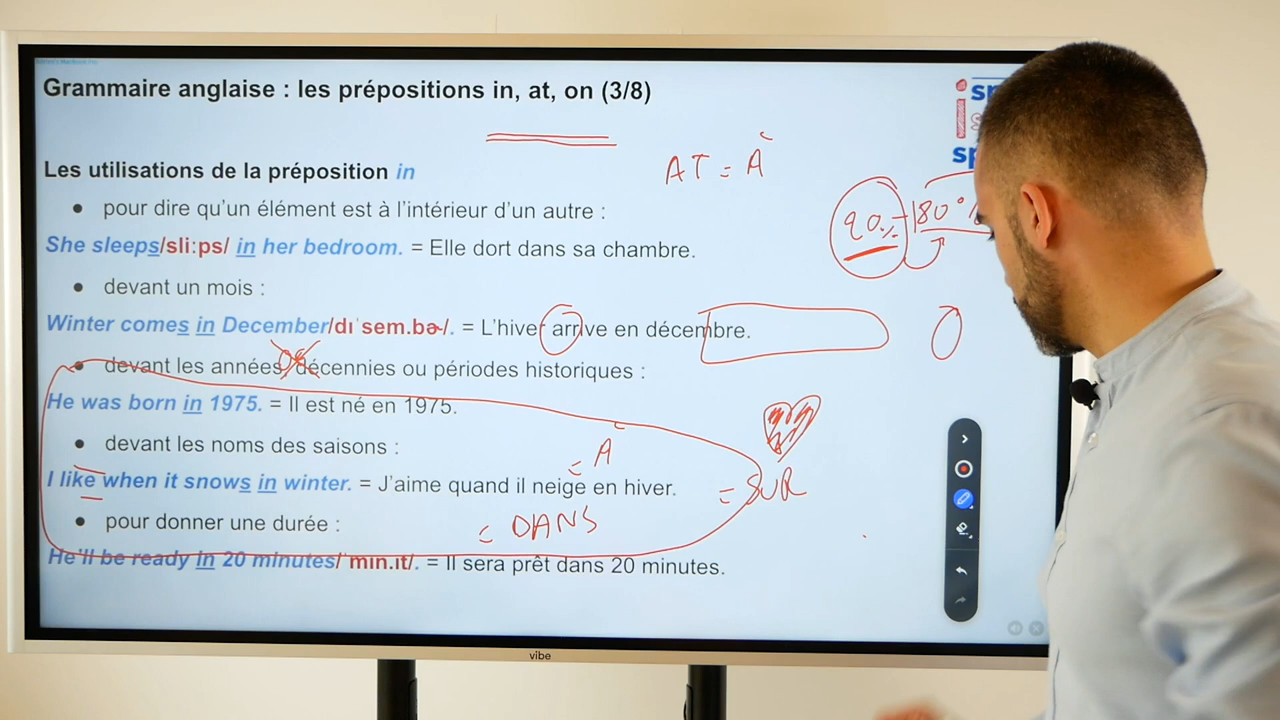 Grammaire anglaise : les prépositions in, at, on (3/8)
AT = À
Les utilisations de la préposition in
• pour dire qu'un élément est à l'intérieur d'un autre :
90% - 180°
She sleeps/sliːps/ in her bedroom. = Elle dort dans sa chambre.
• devant un mois :
Winter comes in December/dɪˈsem.bɚ/. = L'hiver arrive en décembre.
• devant les années, décennies ou périodes historiques :
He was born in 1975. = Il est né en 1975.
• devant les noms des saisons :
= À
I like when it snows in winter. = J'aime quand il neige en hiver.
= SUR
• pour donner une durée :
= DANS
He'll be ready in 20 minutes/ˈmɪn.ɪt/. = Il sera prêt dans 20 minutes.
vibe